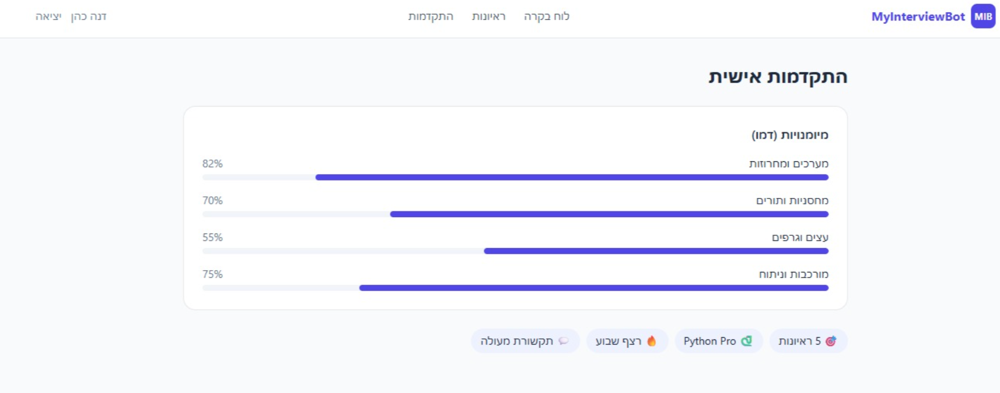 MIB MyInterviewBot
לוח בקרה ראיונות התקדמות
דנה כהן יציאה
התקדמות אישית
מיומנויות (דמו)
מערכים ומחרוזות 82%
מחסניות ותורים 70%
עצים וגרפים 55%
מורכבות וניתוח 75%
🎯 5 ראיונות 🐍 Python Pro 🔥 רצף שבוע 💬 תקשורת מעולה